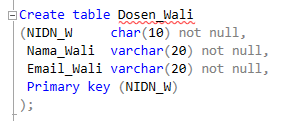 Create table Dosen_Wali
(NIDN_W char(10) not null,
Nama_Wali varchar(20) not null,
Email_Wali varchar(20) not null,
Primary key (NIDN_W)
);